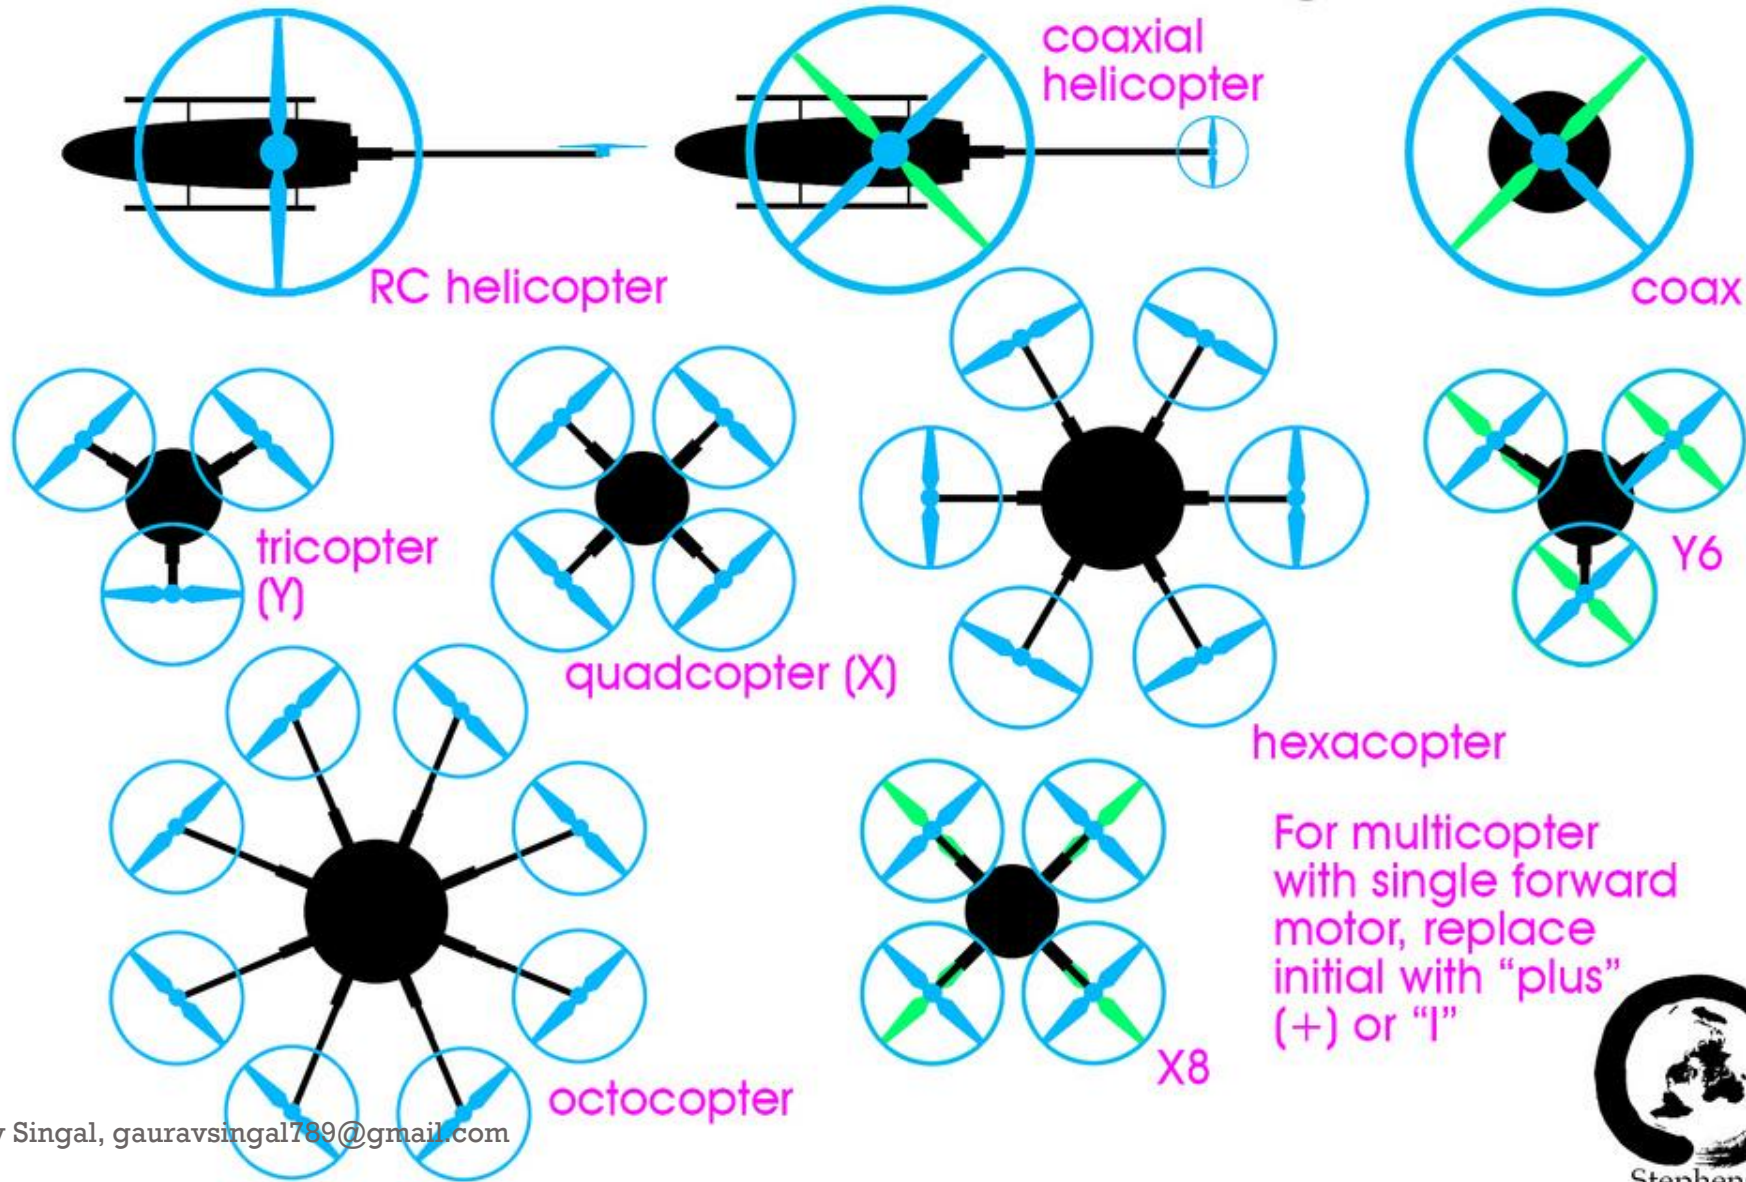 coaxial
helicopter
RC helicopter
coax
tricopter
(Y)
quadcopter (X)
Y6
hexacopter
For multicopter
with single forward
motor, replace
initial with “plus”
(+) or “I”
X8
octocopter
Singal, gauravsingal789@gmail.com